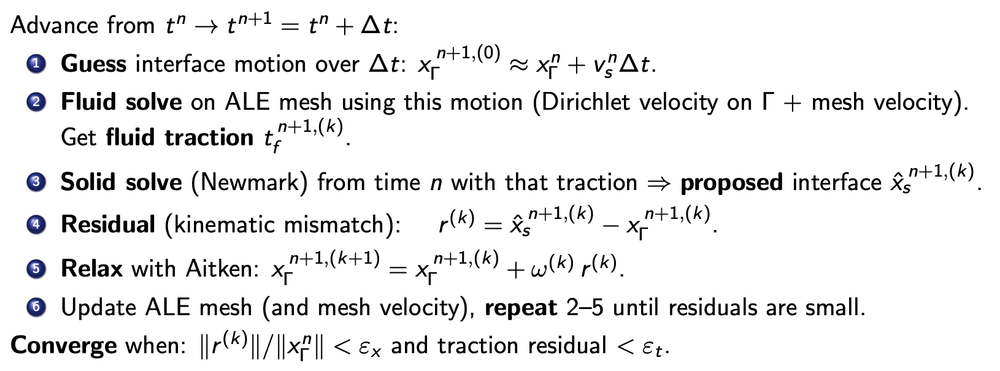 Advance from $t^n \to t^{n+1} = t^n + \Delta t$:
1 Guess interface motion over $\Delta t$: $x_\Gamma^{n+1,(0)} \approx x_\Gamma^n + v_s^n \Delta t$.
2 Fluid solve on ALE mesh using this motion (Dirichlet velocity on $\Gamma$ + mesh velocity).
Get fluid traction $t_f^{n+1,(k)}$.
3 Solid solve (Newmark) from time $n$ with that traction $\Rightarrow$ proposed interface $\hat{x}_s^{n+1,(k)}$.
4 Residual (kinematic mismatch): $r^{(k)} = \hat{x}_s^{n+1,(k)} - x_\Gamma^{n+1,(k)}$.
5 Relax with Aitken: $x_\Gamma^{n+1,(k+1)} = x_\Gamma^{n+1,(k)} + \omega^{(k)} r^{(k)}$.
6 Update ALE mesh (and mesh velocity), repeat 2–5 until residuals are small.
Converge when: $\|r^{(k)}\|/\|x_\Gamma^n\| < \varepsilon_x$ and traction residual $< \varepsilon_t$.